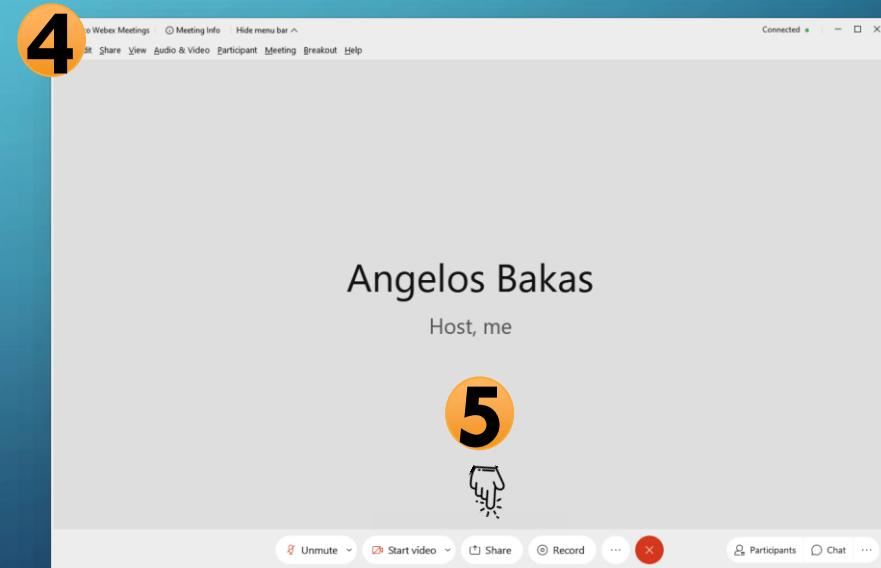 4
Webex Meetings Meeting Info Hide menu bar Connected
Share View Audio & Video Participant Meeting Breakout Help
Angelos Bakas
Host, me
5
Unmute Start video Share Record ... Participants Chat ...